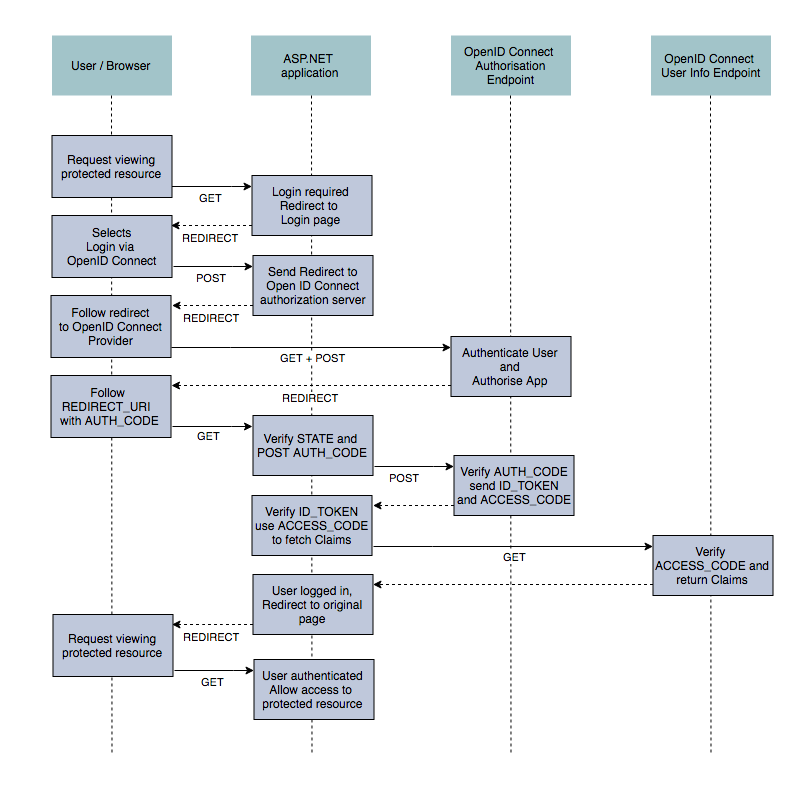 User / Browser
ASP.NET
application
OpenID Connect
Authorisation
Endpoint
OpenID Connect
User Info Endpoint
Request viewing
protected resource
GET
Login required
Redirect to
Login page
REDIRECT
Selects
Login via
OpenID Connect
POST
Send Redirect to
Open ID Connect
authorization server
REDIRECT
Follow redirect
to OpenID Connect
Provider
GET + POST
Authenticate User
and
Authorise App
REDIRECT
Follow
REDIRECT_URI
with AUTH_CODE
GET
Verify STATE and
POST AUTH_CODE
POST
Verify AUTH_CODE
send ID_TOKEN
and ACCESS_CODE
Verify ID_TOKEN
use ACCESS_CODE
to fetch Claims
GET
Verify
ACCESS_CODE and
return Claims
User logged in,
Redirect to original
page
REDIRECT
Request viewing
protected resource
GET
User authenticated
Allow access to
protected resource